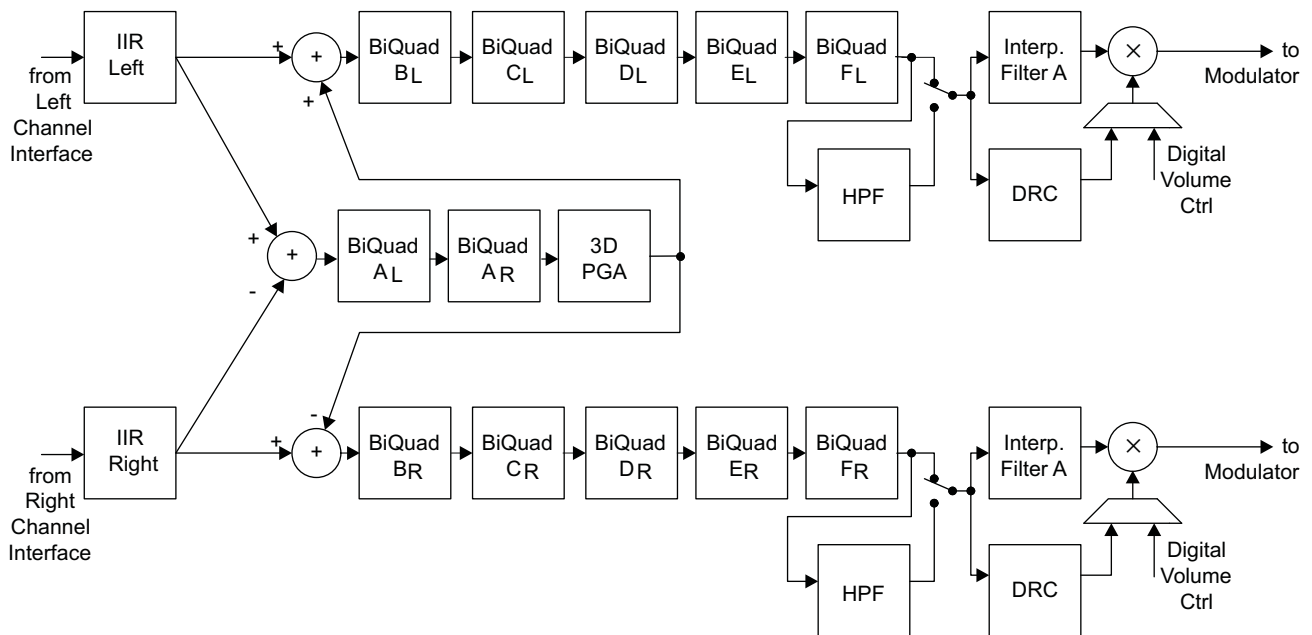 IIR
Left
from
Left
Channel
Interface
+
+
+
BiQuad
BL
BiQuad
CL
BiQuad
DL
BiQuad
EL
BiQuad
FL
HPF
Interp.
Filter A
×
to
Modulator
DRC
Digital
Volume
Ctrl
+
-
+
BiQuad
AL
BiQuad
AR
3D
PGA
IIR
Right
from
Right
Channel
Interface
+
-
+
BiQuad
BR
BiQuad
CR
BiQuad
DR
BiQuad
ER
BiQuad
FR
HPF
Interp.
Filter A
×
to
Modulator
DRC
Digital
Volume
Ctrl